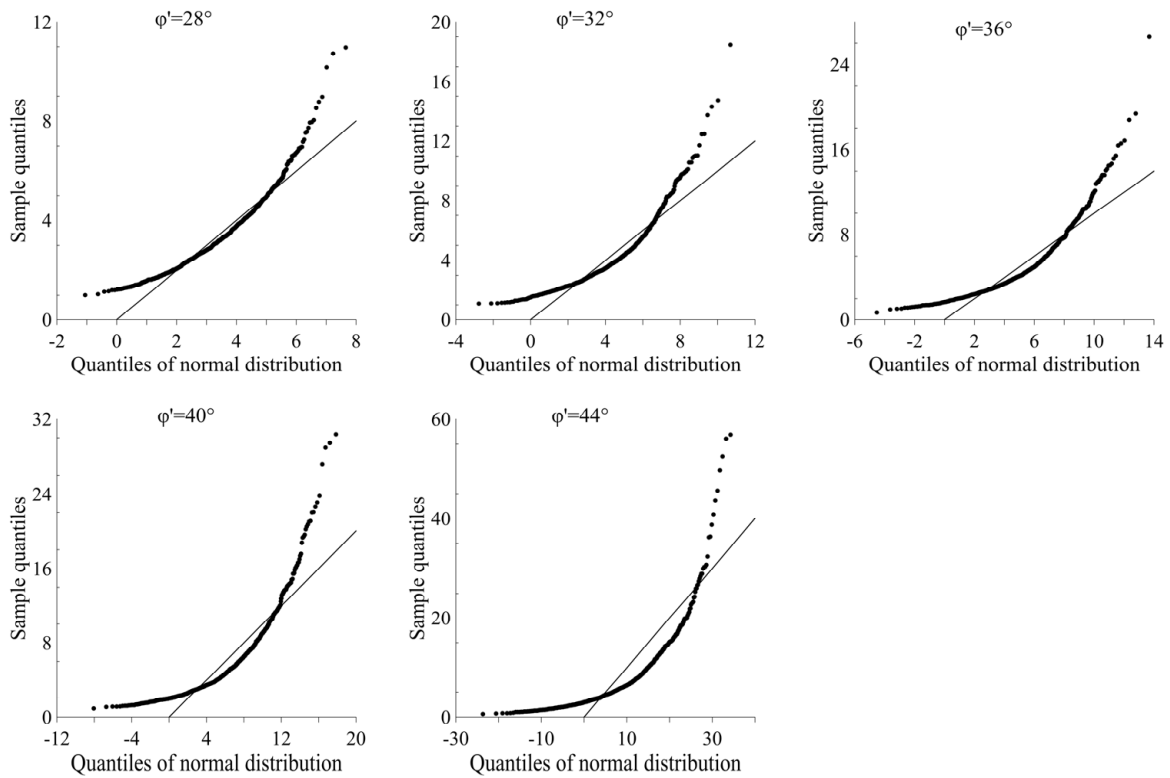 φ'=28°
12
8
4
0
Sample quantiles
-2 0 2 4 6 8
Quantiles of normal distribution
φ'=32°
20
16
12
8
4
0
Sample quantiles
-4 0 4 8 12
Quantiles of normal distribution
φ'=36°
24
16
8
0
Sample quantiles
-6 -2 2 6 10 14
Quantiles of normal distribution
φ'=40°
32
24
16
8
0
Sample quantiles
-12 -4 4 12 20
Quantiles of normal distribution
φ'=44°
60
40
20
0
Sample quantiles
-30 -10 10 30
Quantiles of normal distribution